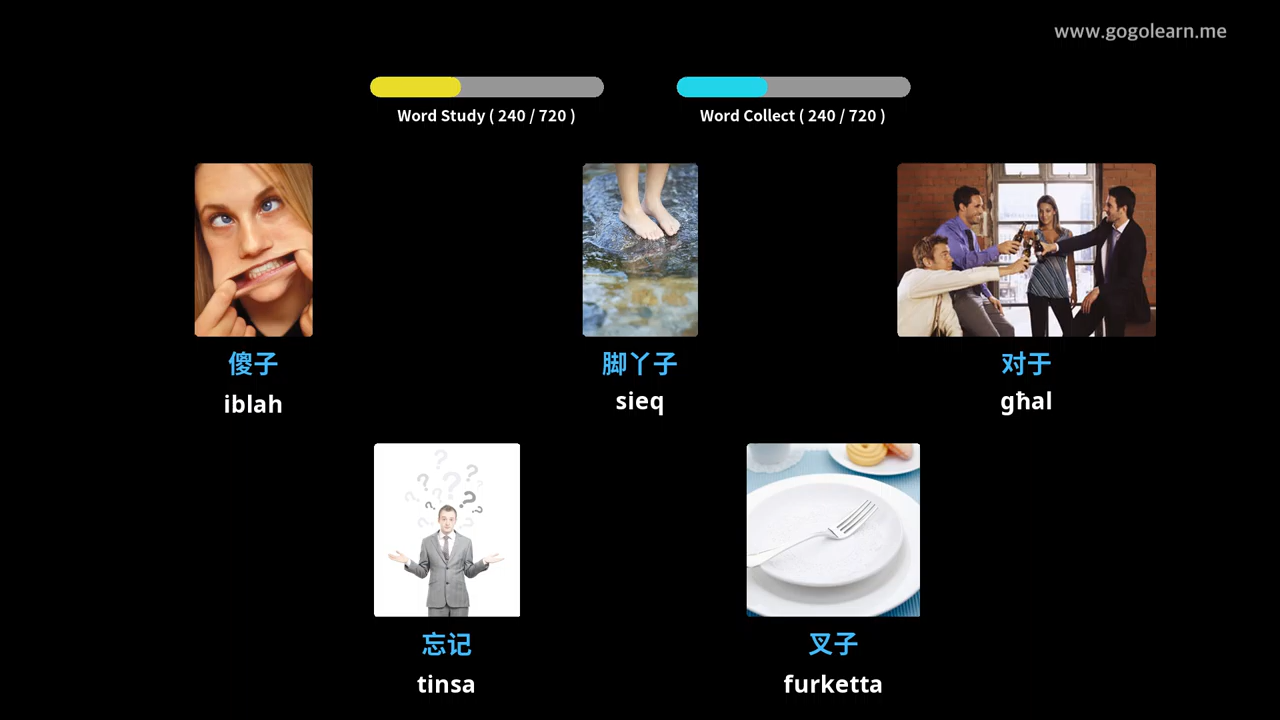 www.gogolearn.me
Word Study ( 240 / 720 )
Word Collect ( 240 / 720 )
傻子
iblah
脚丫子
sieq
对于
għal
忘记
tinsa
叉子
furketta